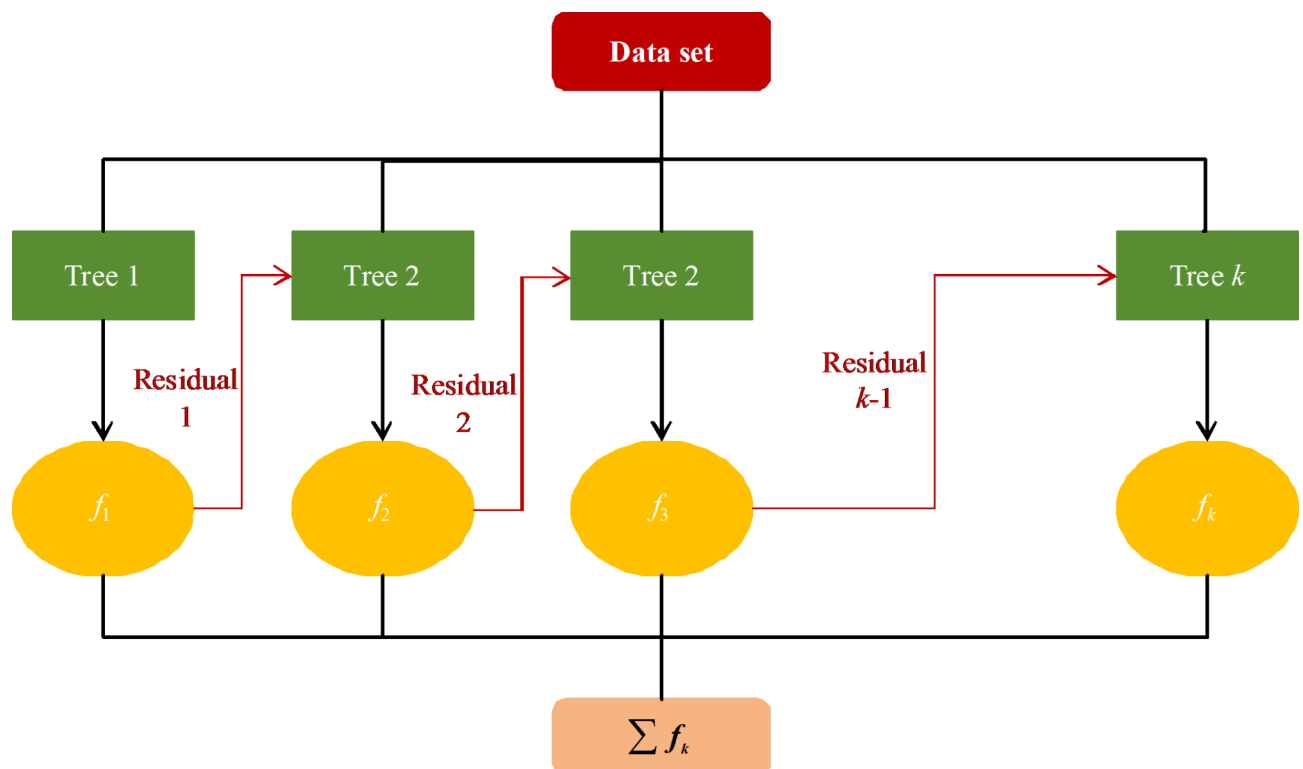 Data set
Tree 1
Tree 2
Tree 2
Tree k
Residual
1
Residual
2
Residual
k-1
f₁
f₂
f₃
fₖ
∑ fₖ